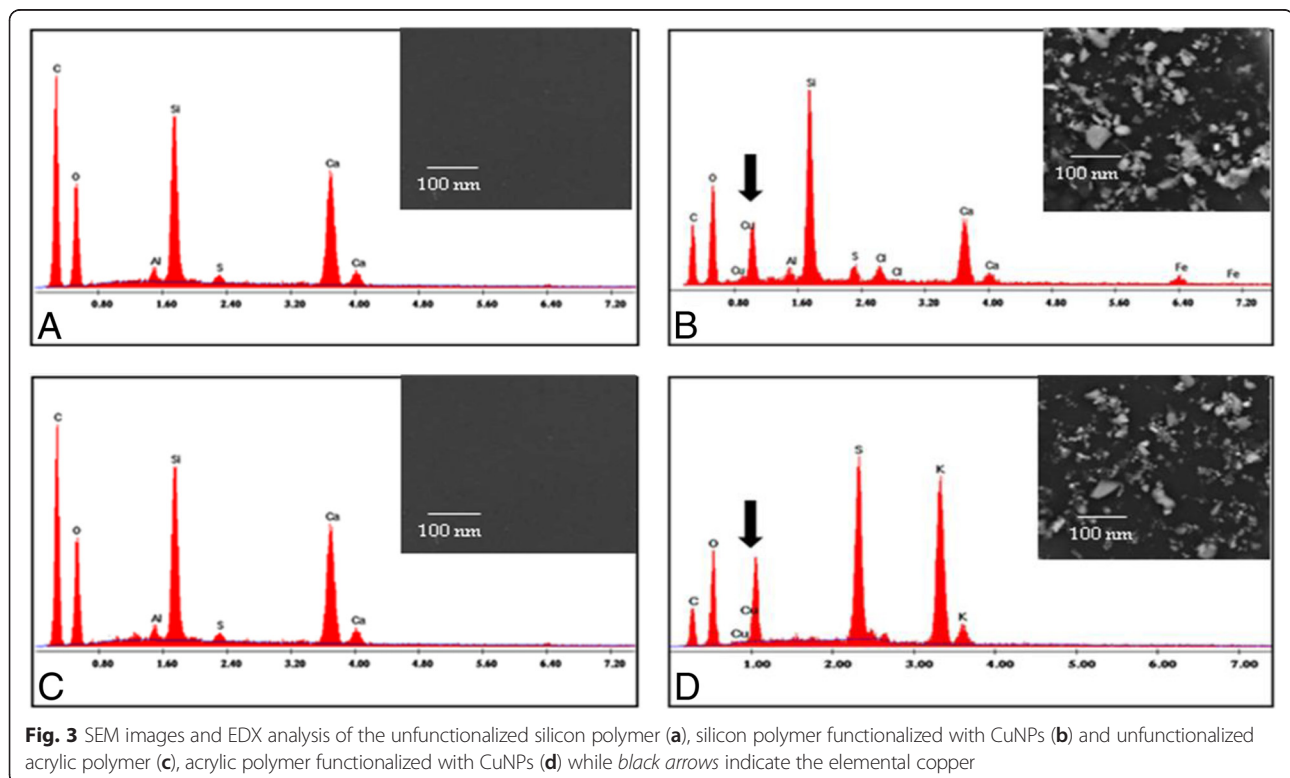 C
O
Al
Si
S
Ca
Ca
100 nm
0.80 1.60 2.40 3.20 4.00 4.80 5.60 6.40 7.20
A
C
O
Cu
Cu
Al
Si
S
Cl
Cl
Ca
Ca
Fe
Fe
100 nm
0.80 1.60 2.40 3.20 4.00 4.80 5.60 6.40 7.20
B
C
O
Al
Si
S
Ca
Ca
100 nm
0.80 1.60 2.40 3.20 4.00 4.80 5.60 6.40 7.20
C
C
O
Cu
Cu
S
K
K
100 nm
1.00 2.00 3.00 4.00 5.00 6.00 7.00
D
Fig. 3 SEM images and EDX analysis of the unfunctionalized silicon polymer (a), silicon polymer functionalized with CuNPs (b) and unfunctionalized
acrylic polymer (c), acrylic polymer functionalized with CuNPs (d) while black arrows indicate the elemental copper